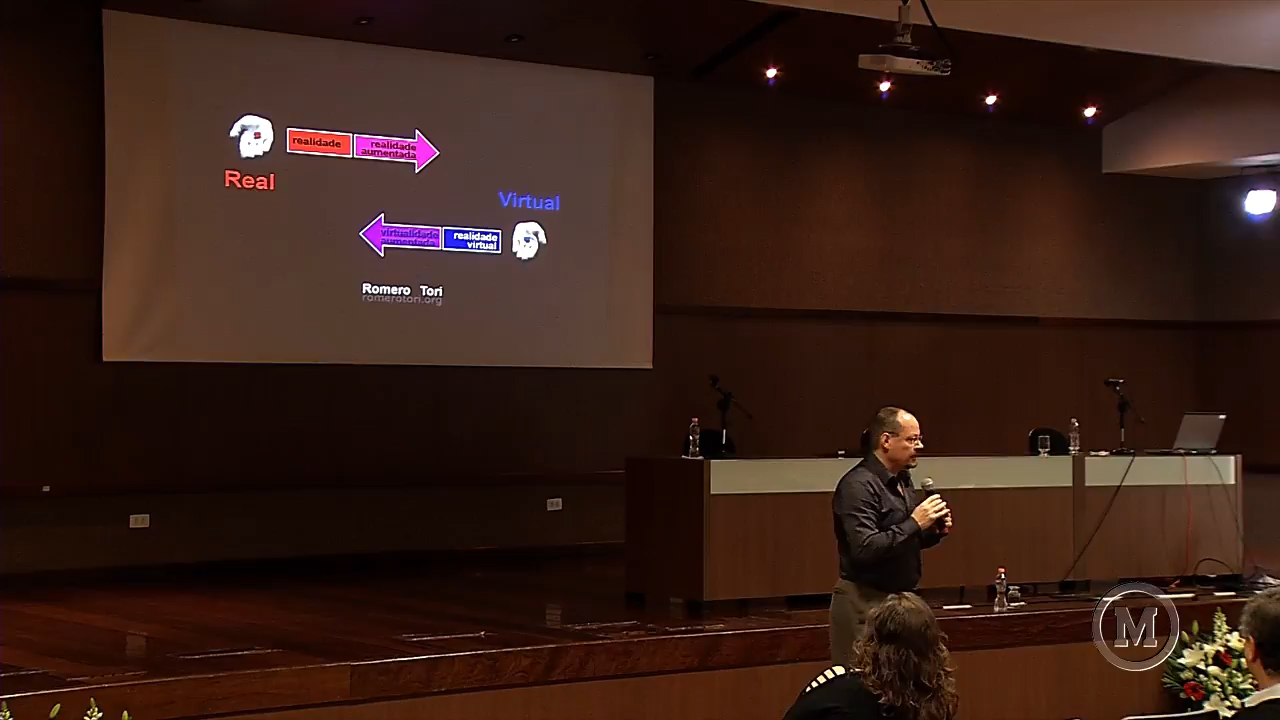 realidade
realidade
aumentada
Real
Virtual
virtualidade
aumentada
realidade
virtual
Romero Tori
romerotori.org
M